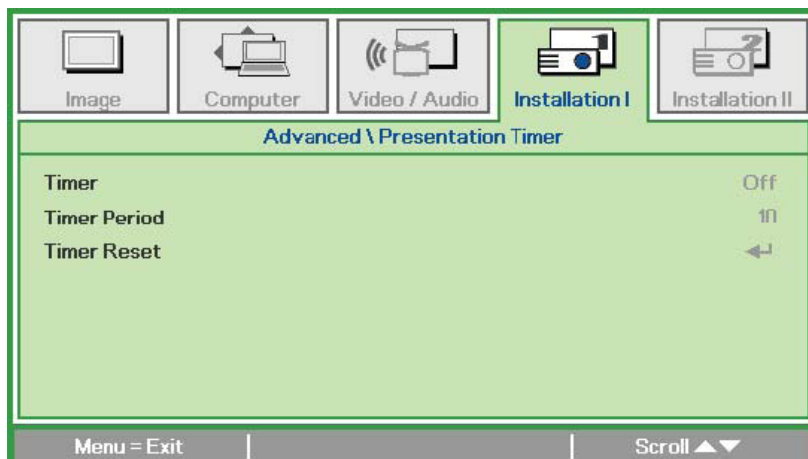 Image
Computer
Video / Audio
Installation I
Installation II
Advanced \ Presentation Timer
Timer Off
Timer Period 10
Timer Reset
Menu = Exit Scroll